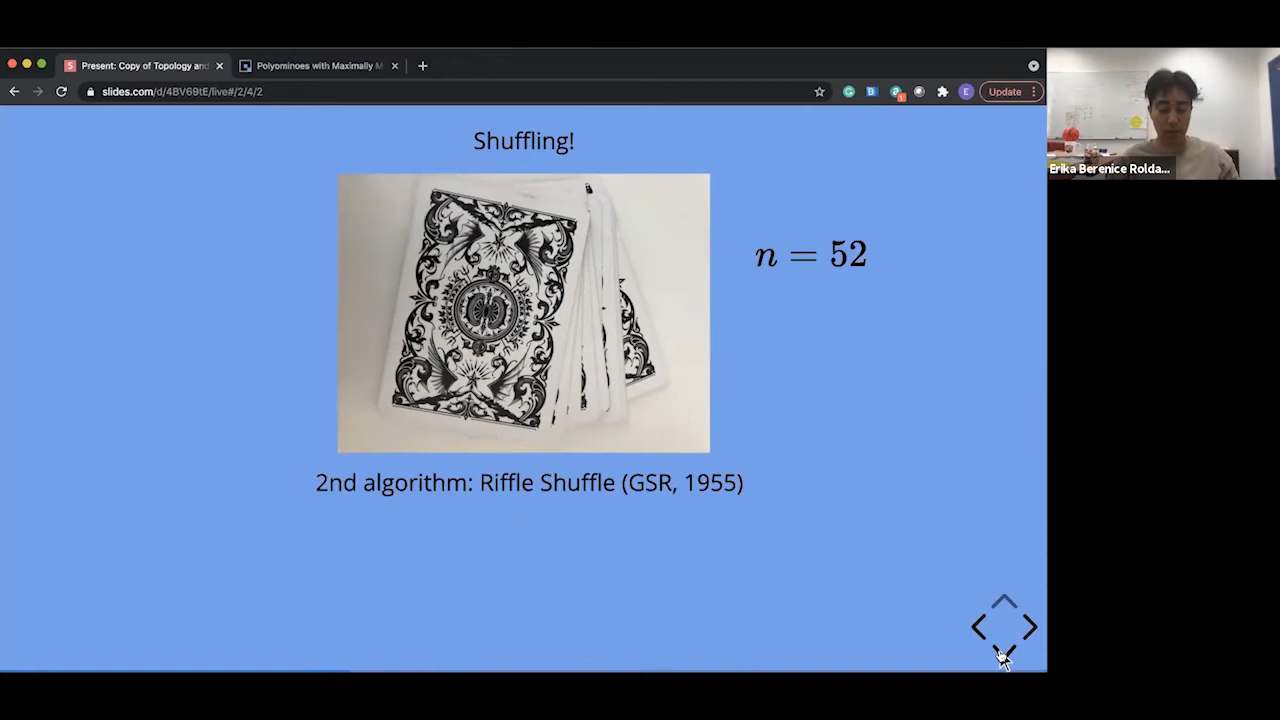 Present: Copy of Topology and
Polyominoes with Maximally M
slides.com/d/4BV69tE/live#/2/4/2
E
Update
Erika Berenice Rolda...
Shuffling!
n = 52
2nd algorithm: Riffle Shuffle (GSR, 1955)